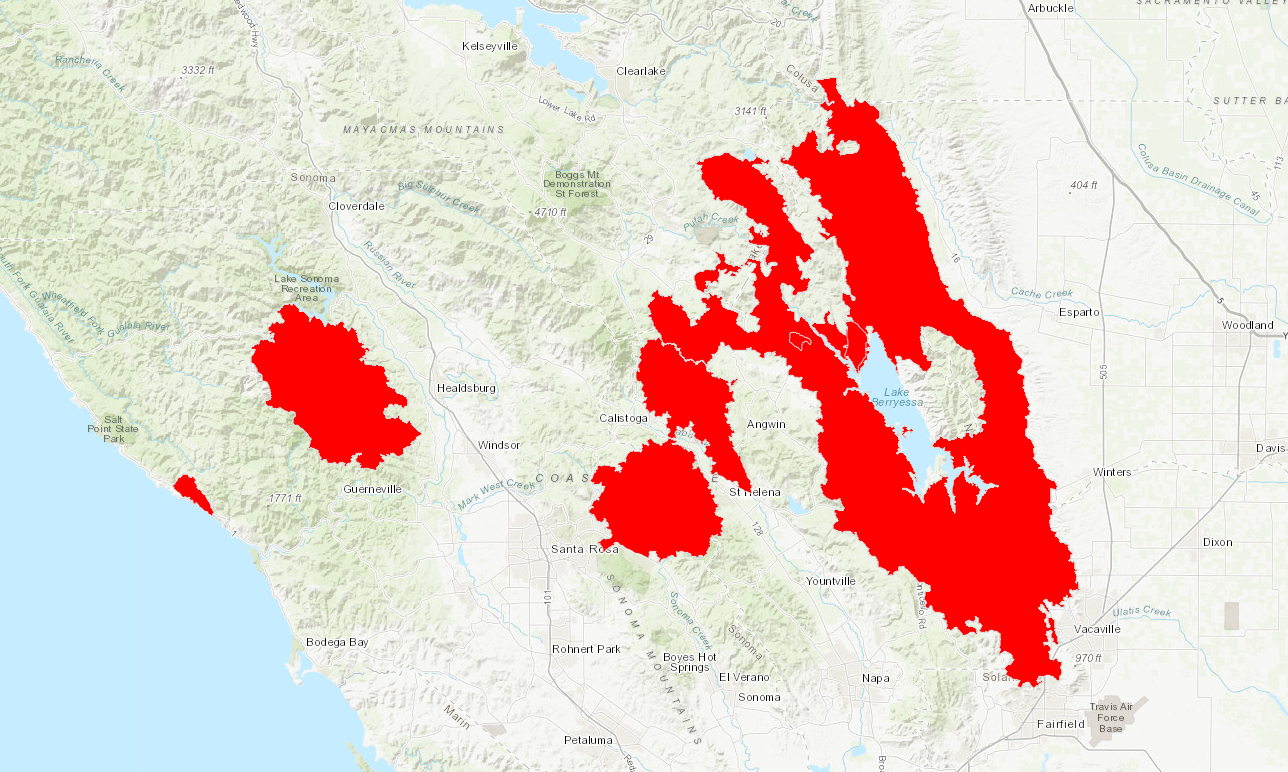 SACRAMENTO VALLEY
Arbuckle
Kelseyville
Clearlake
Rancheria Creek
3332 ft
Colusa
Lower Lake Rd
3141 ft
SUTTER BA
MAYACMAS MOUNTAINS
Colusa Basin Drainage Canal
113
45
20
Sonoma
Boggs Mt
Demonstration
St Forest
404 ft
Big Sulphur Creek
Cloverdale
4710 ft
Putah Creek
29
Russian River
16
Lake Sonoma
Recreation
Area
Cache Creek
5
Wheatfield Fork
Gualala River
Esparto
Woodland
505
Healdsburg
Lake
Berryessa
Salt
Point State
Park
Calistoga
Angwin
Windsor
Davis
Winters
COAS
Guerneville
Mark West Creek
St Helena
1771 ft
128
1
Santa Rosa
Dixon
Yountville
101
SONOMA MOUNTAINS
Sonoma Creek
Ulatis Creek
Vacaville
Sonoma
Bodega Bay
Rohnert Park
Boyes Hot
Springs
970 ft
El Verano
Napa
Solan
Sonoma
Marin
Travis Air
Force
Base
Fairfield
Petaluma